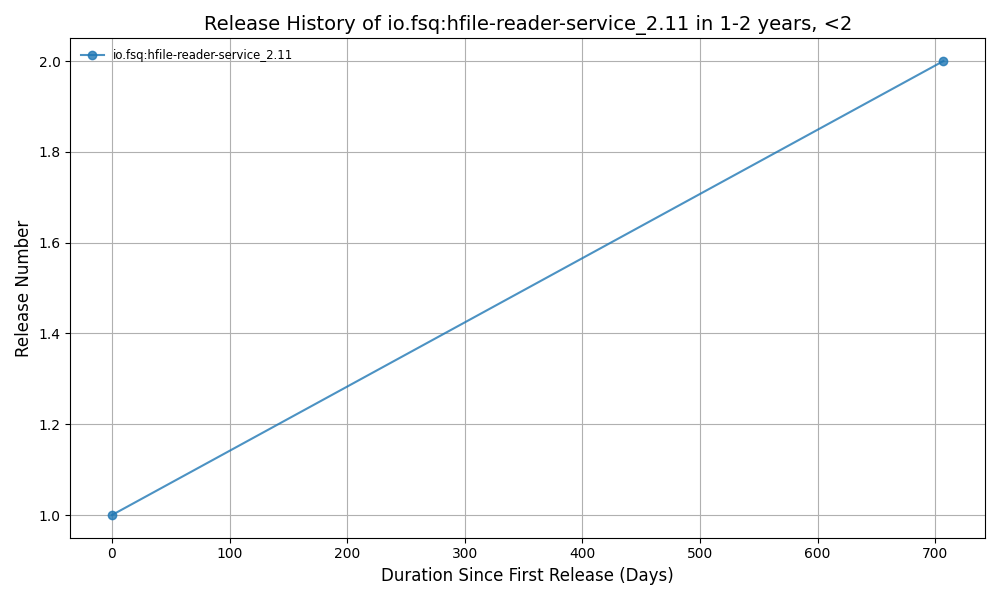 Release History of io.fsq:hfile-reader-service_2.11 in 1-2 years, <2
io.fsq:hfile-reader-service_2.11
Release Number
2.0
1.8
1.6
1.4
1.2
1.0
0 100 200 300 400 500 600 700
Duration Since First Release (Days)